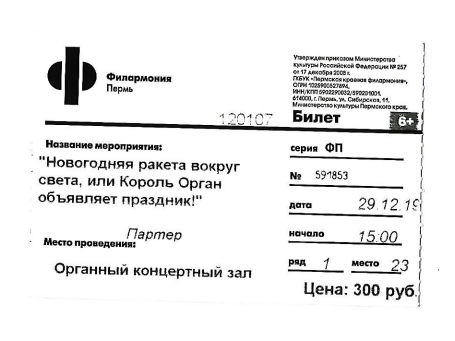 Филармония
Пермь
Утвержден приказом Министерства
культуры Российской Федерации № 257
от 17 декабря 2008 г.
ГКБУК «Пермская краевая филармония»,
ОГРН 1025900527894,
ИНН/КПП 5902290032/590201001,
614000, г. Пермь, ул. Сибирская, 11.
Министерство культуры Пермского края.
120107
Билет 6+
Название мероприятия:
"Новогодняя ракета вокруг
света, или Король Орган
объявляет праздник!"
Партер
Место проведения:
Органный концертный зал
серия ФП
№ 591853
дата 29.12.19
начало 15:00
ряд 1 место 23
Цена: 300 руб.